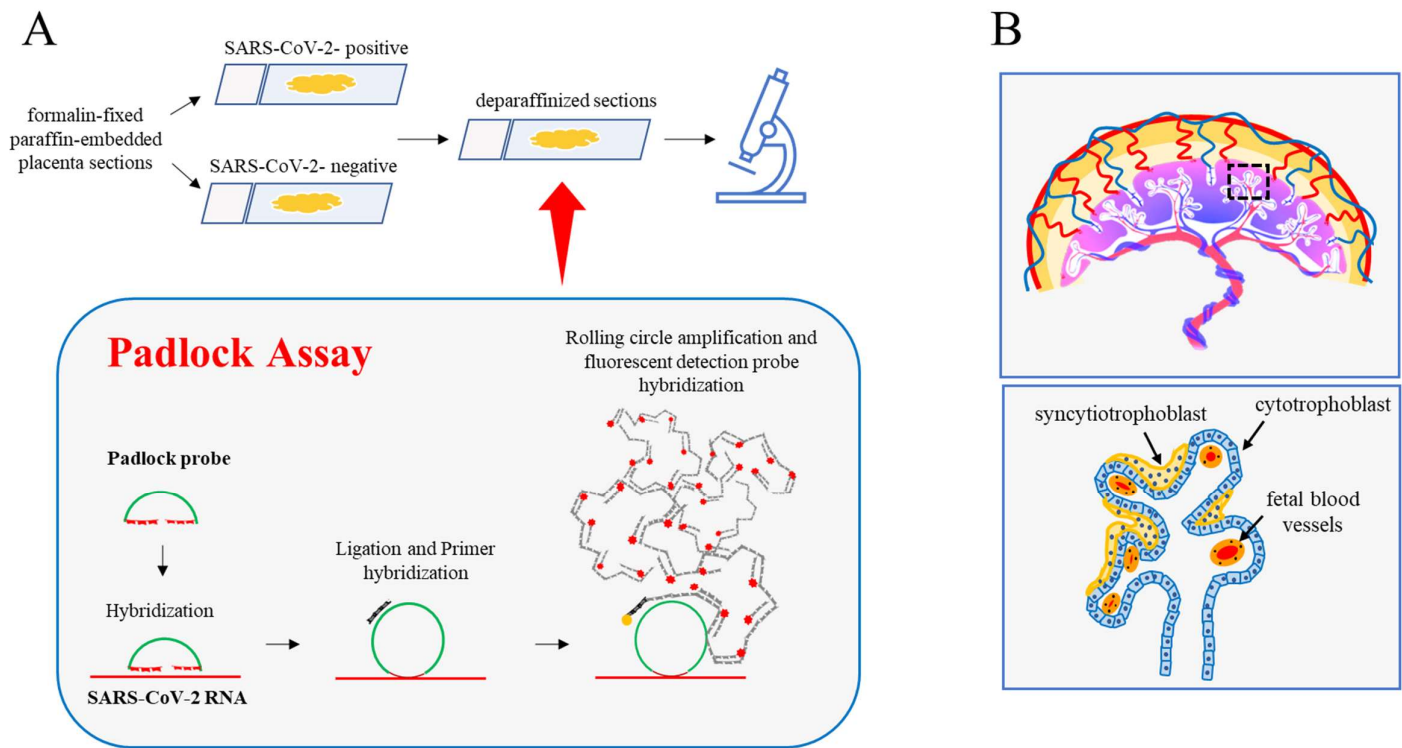 A
SARS-CoV-2- positive
formalin-fixed
paraffin-embedded
placenta sections
SARS-CoV-2- negative
deparaffinized sections
Padlock Assay
Padlock probe
Hybridization
SARS-CoV-2 RNA
Ligation and Primer
hybridization
Rolling circle amplification and
fluorescent detection probe
hybridization
B
syncytiotrophoblast
cytotrophoblast
fetal blood
vessels